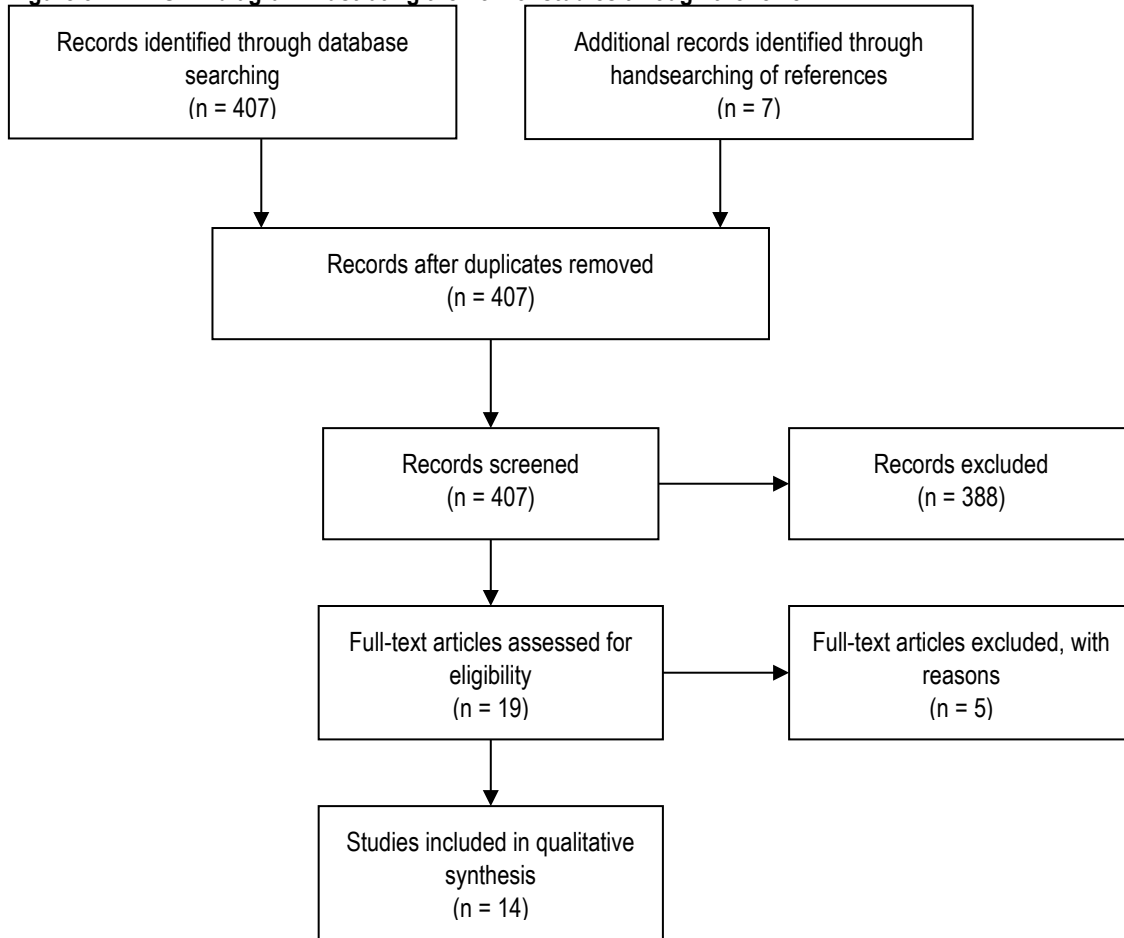 Records identified through database
searching
(n = 407)
Additional records identified through
handsearching of references
(n = 7)
Records after duplicates removed
(n = 407)
Records screened
(n = 407)
Records excluded
(n = 388)
Full-text articles assessed for
eligibility
(n = 19)
Full-text articles excluded, with
reasons
(n = 5)
Studies included in qualitative
synthesis
(n = 14)